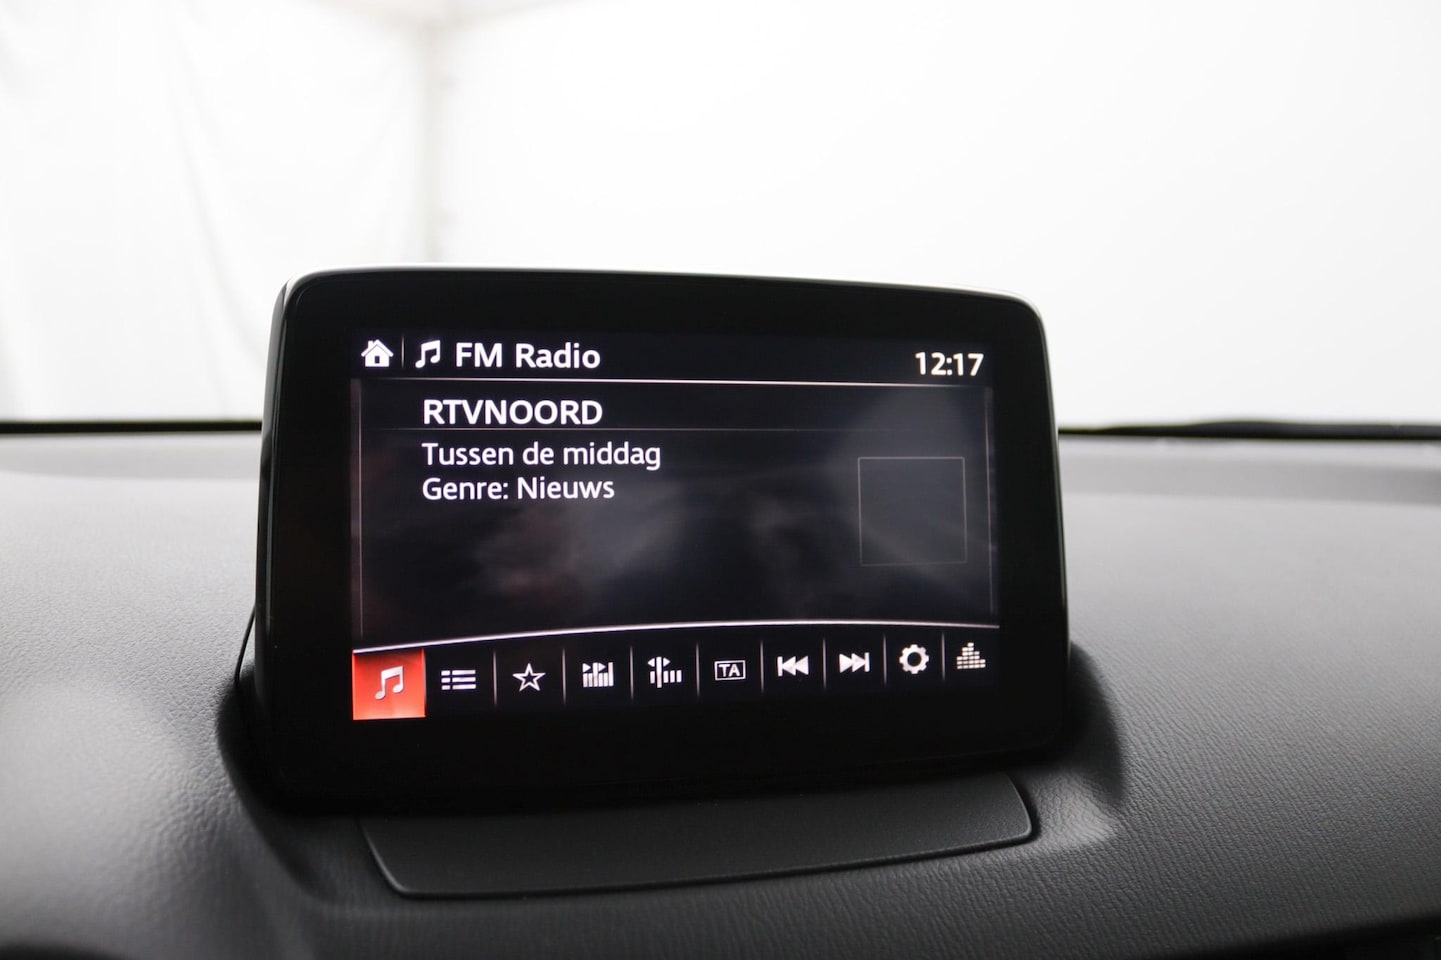 FM Radio
12:17
RTVNOORD
Tussen de middag
Genre: Nieuws
TA